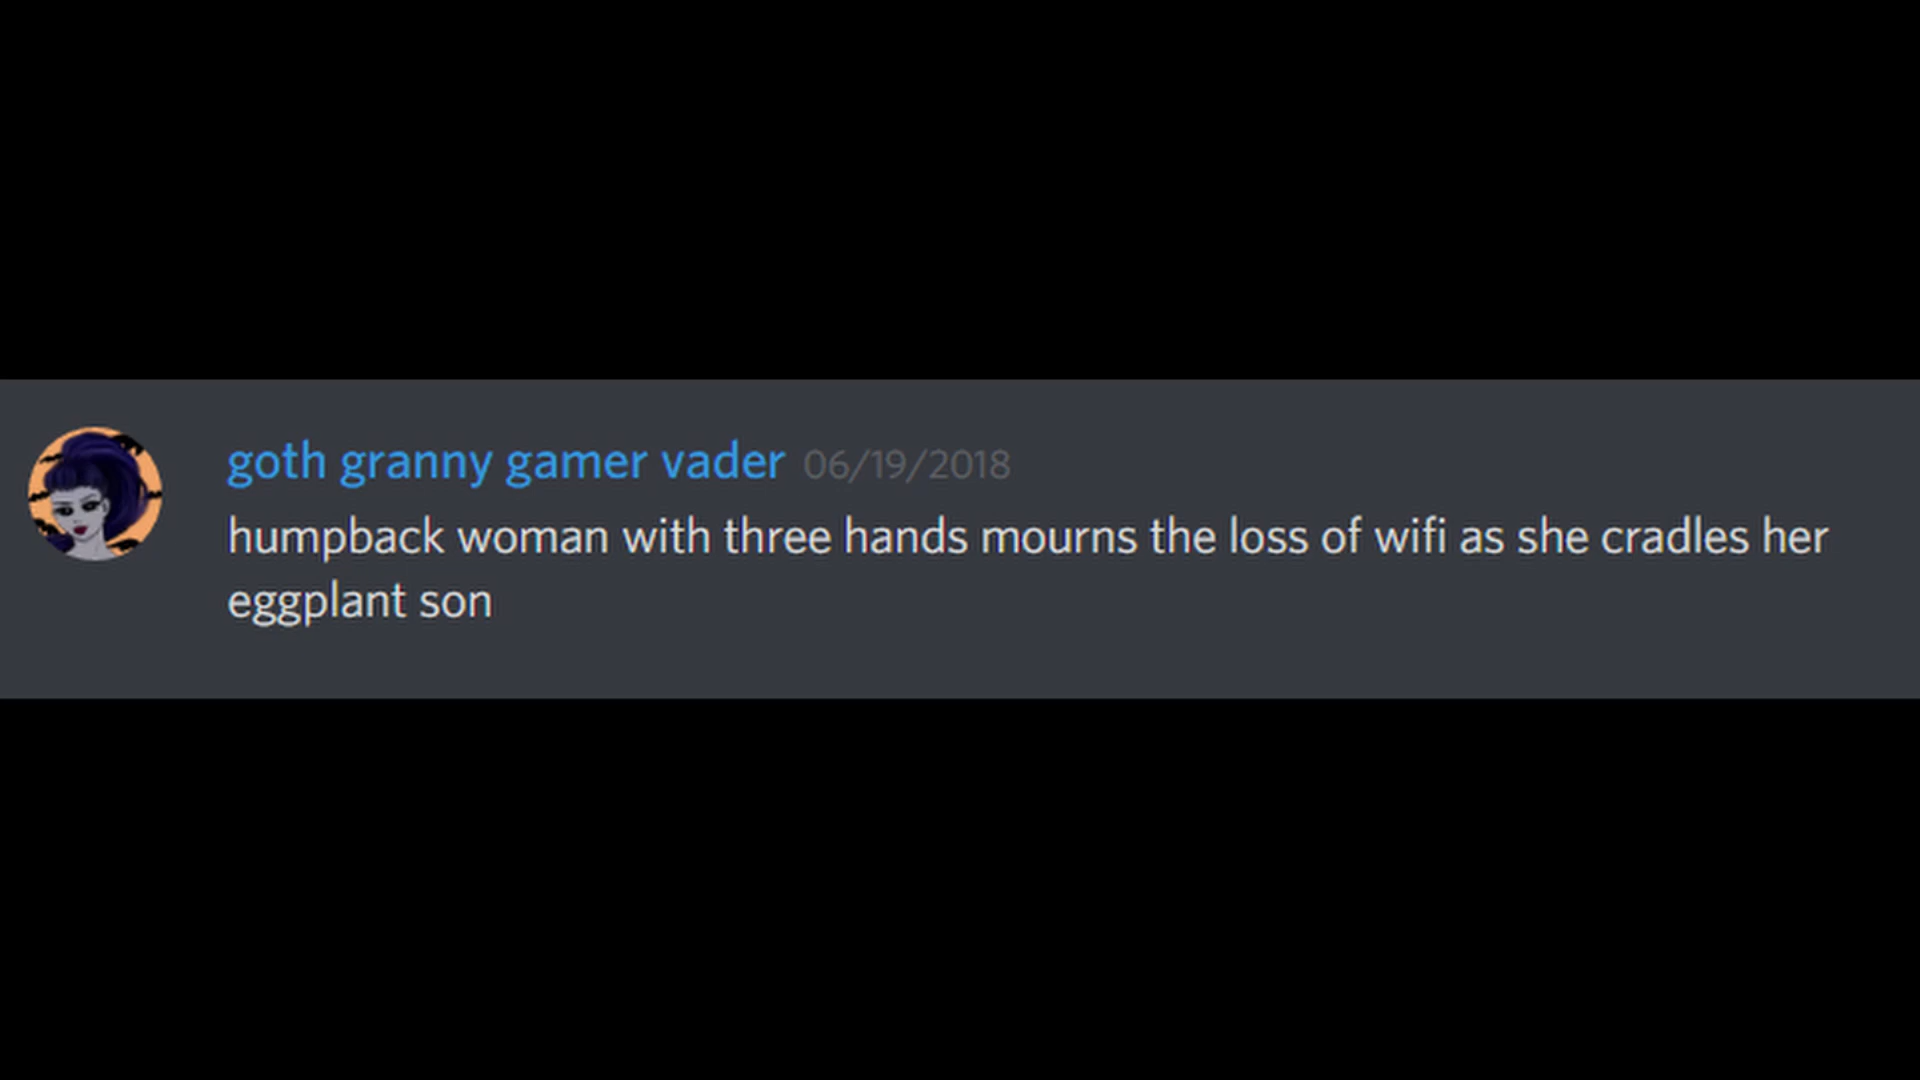 goth granny gamer vader 06/19/2018
humpback woman with three hands mourns the loss of wifi as she cradles her
eggplant son